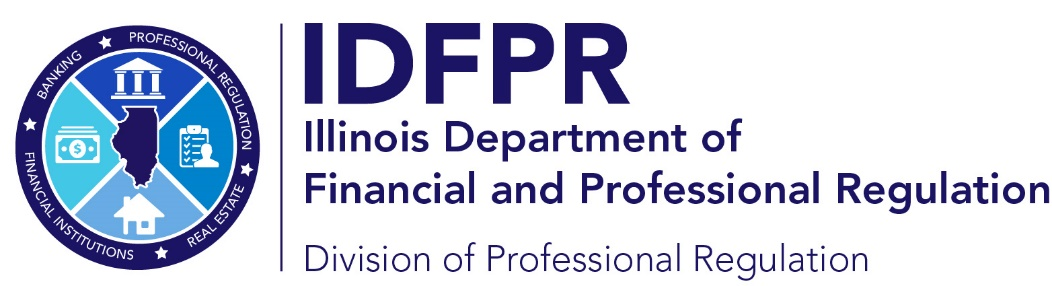 BANKING
PROFESSIONAL REGULATION
FINANCIAL INSTITUTIONS
REAL ESTATE
$
IDFPR
Illinois Department of
Financial and Professional Regulation
Division of Professional Regulation